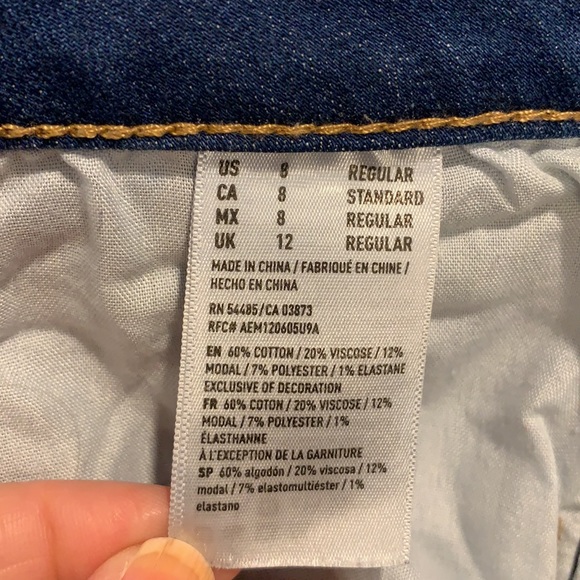 US 8 REGULAR
CA 8 STANDARD
MX 8 REGULAR
UK 12 REGULAR
MADE IN CHINA / FABRIQUÉ EN CHINE /
HECHO EN CHINA
RN 54485/CA 03873
RFC# AEM120605U9A
EN 60% COTTON / 20% VISCOSE / 12%
MODAL / 7% POLYESTER / 1% ELASTANE
EXCLUSIVE OF DECORATION
FR 60% COTON / 20% VISCOSE / 12%
MODAL / 7% POLYESTER / 1%
ÉLASTHANNE
À L'EXCEPTION DE LA GARNITURE
SP 60% algodón / 20% viscosa / 12%
modal / 7% elastomultiéster / 1%
elastano